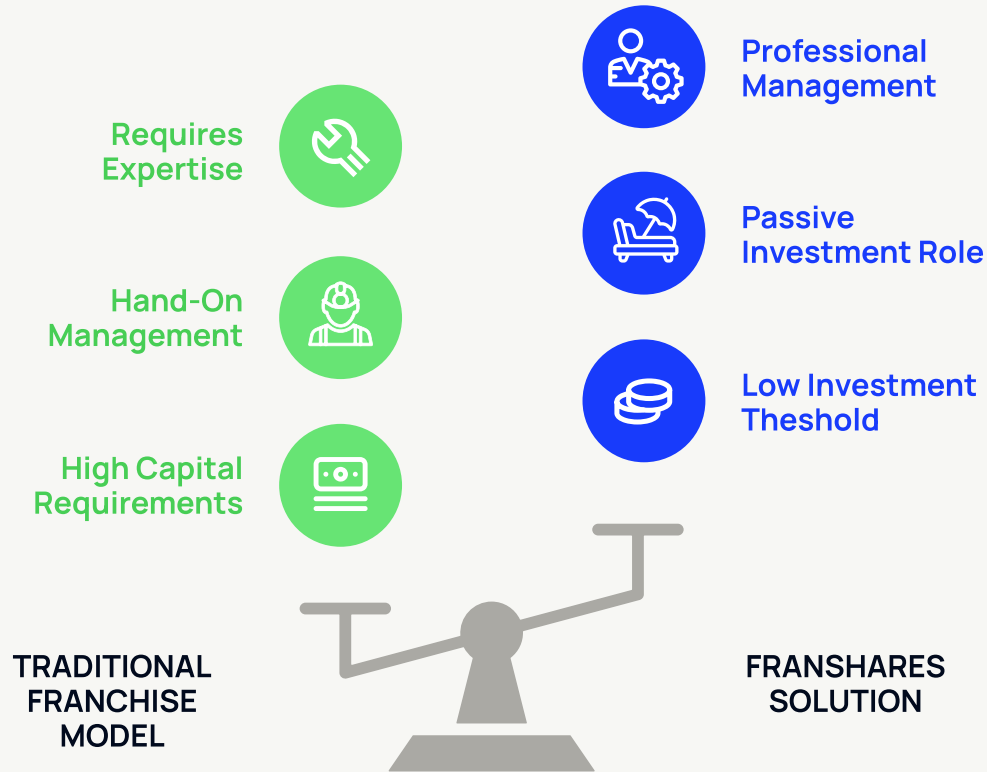 Requires
Expertise
Hand-On
Management
High Capital
Requirements
TRADITIONAL
FRANCHISE
MODEL
Professional
Management
Passive
Investment Role
Low Investment
Theshold
FRANSHARES
SOLUTION